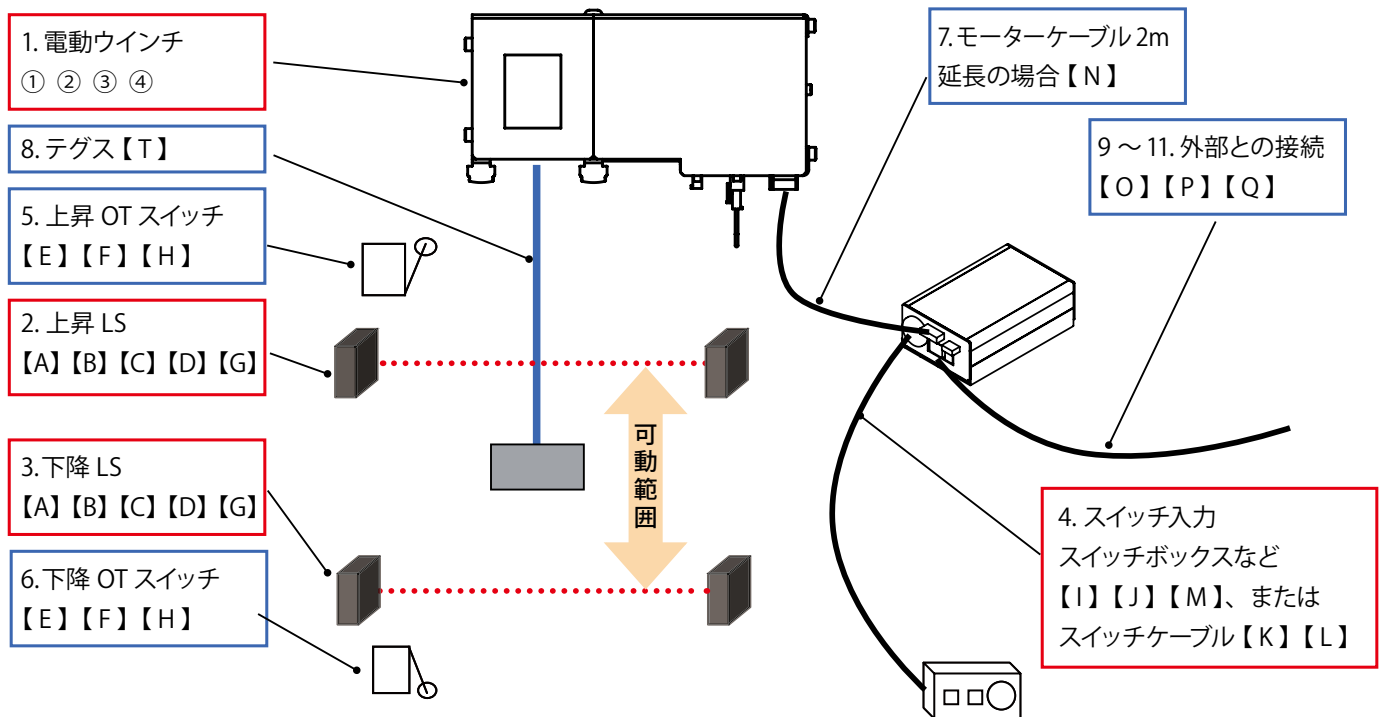 1. 電動ウインチ
① ② ③ ④
8. テグス【 T 】
5. 上昇 OT スイッチ
【 E 】【 F 】【 H 】
2. 上昇 LS
【A】【B】【C】【D】【G】
3. 下降 LS
【A】【B】【C】【D】【G】
6. 下降 OT スイッチ
【 E 】【 F 】【 H 】
可動範囲
7. モーターケーブル 2m
延長の場合【 N 】
9 ～ 11. 外部との接続
【 O 】【 P 】【 Q 】
4. スイッチ入力
スイッチボックスなど
【 I 】【 J 】【 M 】、または
スイッチケーブル【 K 】【 L 】